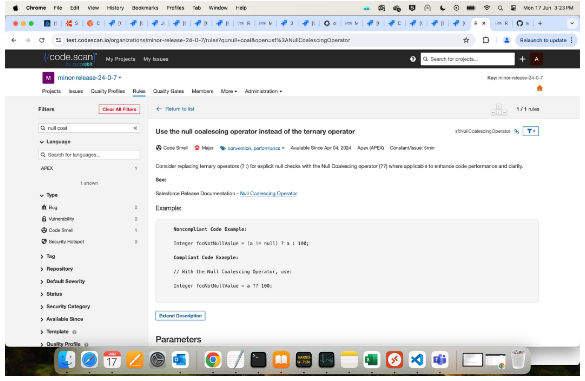 Chrome File Edit View History Bookmarks Profiles Tab Window Help
Mon 17 Jun 3:23 PM
test.codescan.io/organizations/minor-release-24-0-7/rules?q=null+coal&open=sf%3ANullCoalescingOperator
Relaunch to update
{code.scan} My Projects My Issues
Search for projects...
A
M minor-release-24-0-7
Key: minor-release-24-0-7
Projects Issues Quality Profiles Rules Quality Gates Members More Administration
Filters
Clear All Filters
← Return to list
1 / 1 rules
null coal
Use the null coalescing operator instead of the ternary operator
sf:NullCoalescingOperator
Language
Search for languages...
Code Smell Major convention, performance Available Since Apr 04, 2024 Apex (APEX) Constant/issue: 5min
APEX 1
Consider replacing ternary operators (? :) for explicit null checks with the Null Coalescing operator (??) where applicable to enhance code performance and clarity.
1 shown
See:
Type
Salesforce Release Documentation - Null Coalescing Operator
Bug 2
Example:
Vulnerability 2
Code Smell 1
Security Hotspot 2
Noncompliant Code Example:
Integer fooNotNullValue = (a != null) ? a : 100;
Compliant Code Example:
// With the Null Coalescing Operator, use:
Integer fooNotNullValue = a ?? 100;
Tag
Repository
Default Severity
Status
Security Category
Available Since
Template
Quality Profile
Extend Description
Parameters
17